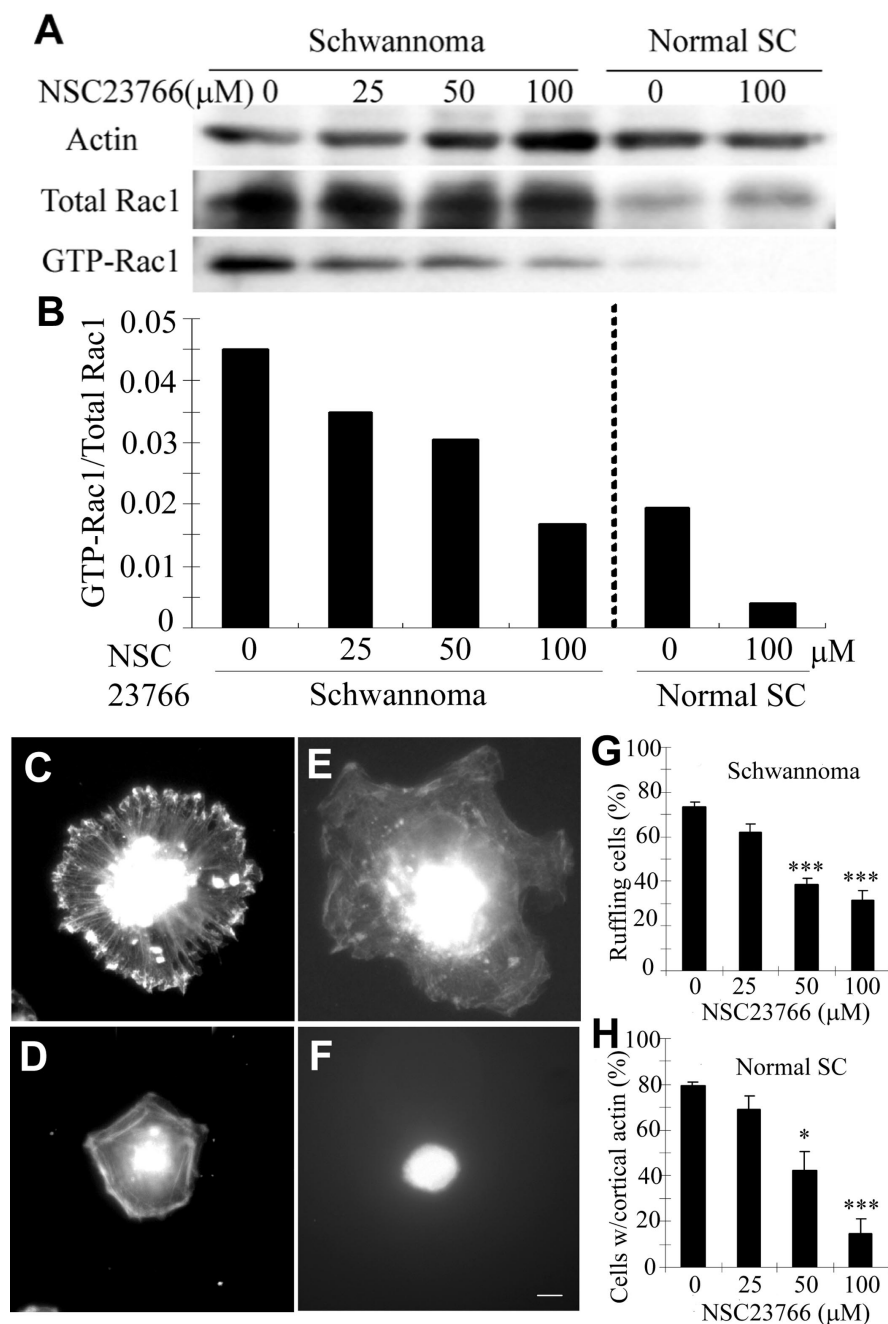 A
Schwannoma Normal SC
NSC23766(μM) 0 25 50 100 0 100
Actin
Total Rac1
GTP-Rac1
B
GTP-Rac1/Total Rac1
0.05
0.04
0.03
0.02
0.01
0
NSC 23766
0 25 50 100 0 100 μM
Schwannoma Normal SC
C
E
D
F
G
Schwannoma
Ruffling cells (%)
100
80
60
40
20
0
*** ***
0 25 50 100
NSC23766 (μM)
H
Normal SC
Cells w/cortical actin (%)
100
80
60
40
20
0
* ***
0 25 50 100
NSC23766 (μM)